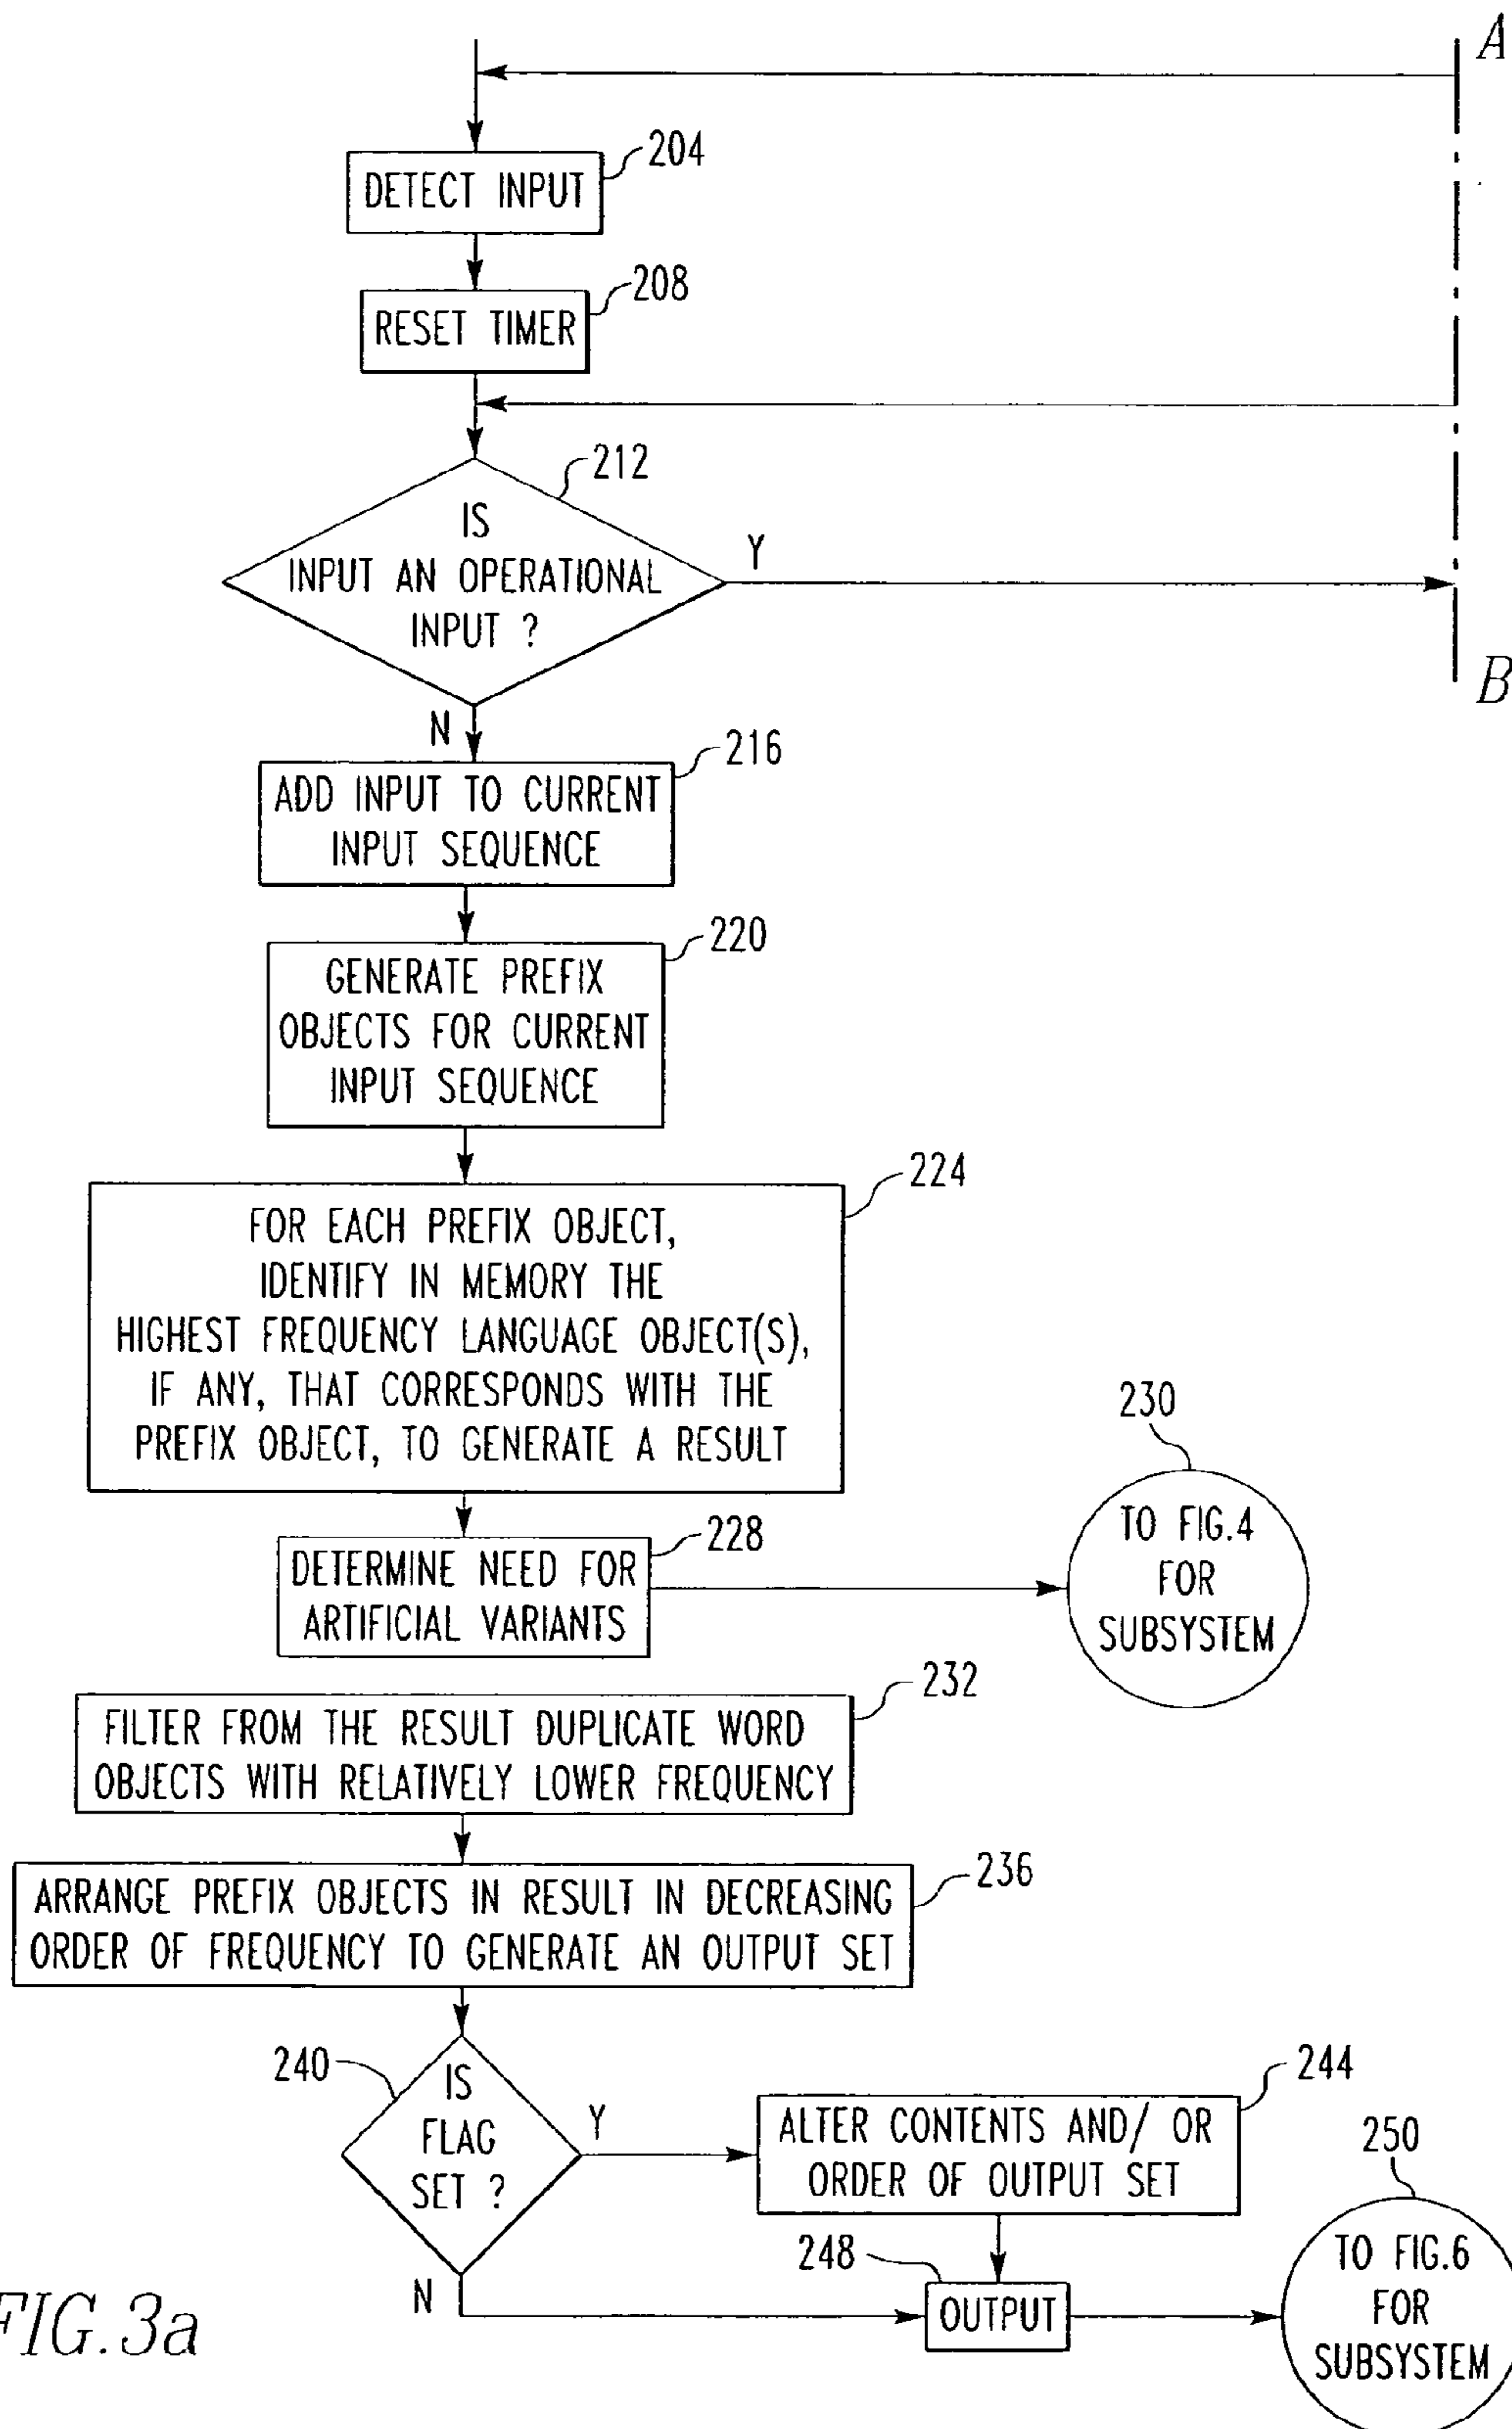 A
204
DETECT INPUT
208
RESET TIMER
212
IS
INPUT AN OPERATIONAL
INPUT ?
Y
B
N
216
ADD INPUT TO CURRENT
INPUT SEQUENCE
220
GENERATE PREFIX
OBJECTS FOR CURRENT
INPUT SEQUENCE
224
FOR EACH PREFIX OBJECT,
IDENTIFY IN MEMORY THE
HIGHEST FREQUENCY LANGUAGE OBJECT(S),
IF ANY, THAT CORRESPONDS WITH THE
PREFIX OBJECT, TO GENERATE A RESULT
228
DETERMINE NEED FOR
ARTIFICIAL VARIANTS
230
TO FIG.4
FOR
SUBSYSTEM
232
FILTER FROM THE RESULT DUPLICATE WORD
OBJECTS WITH RELATIVELY LOWER FREQUENCY
236
ARRANGE PREFIX OBJECTS IN RESULT IN DECREASING
ORDER OF FREQUENCY TO GENERATE AN OUTPUT SET
240
IS
FLAG
SET ?
Y
244
ALTER CONTENTS AND/ OR
ORDER OF OUTPUT SET
N
248
OUTPUT
250
TO FIG.6
FOR
SUBSYSTEM
FIG.3a